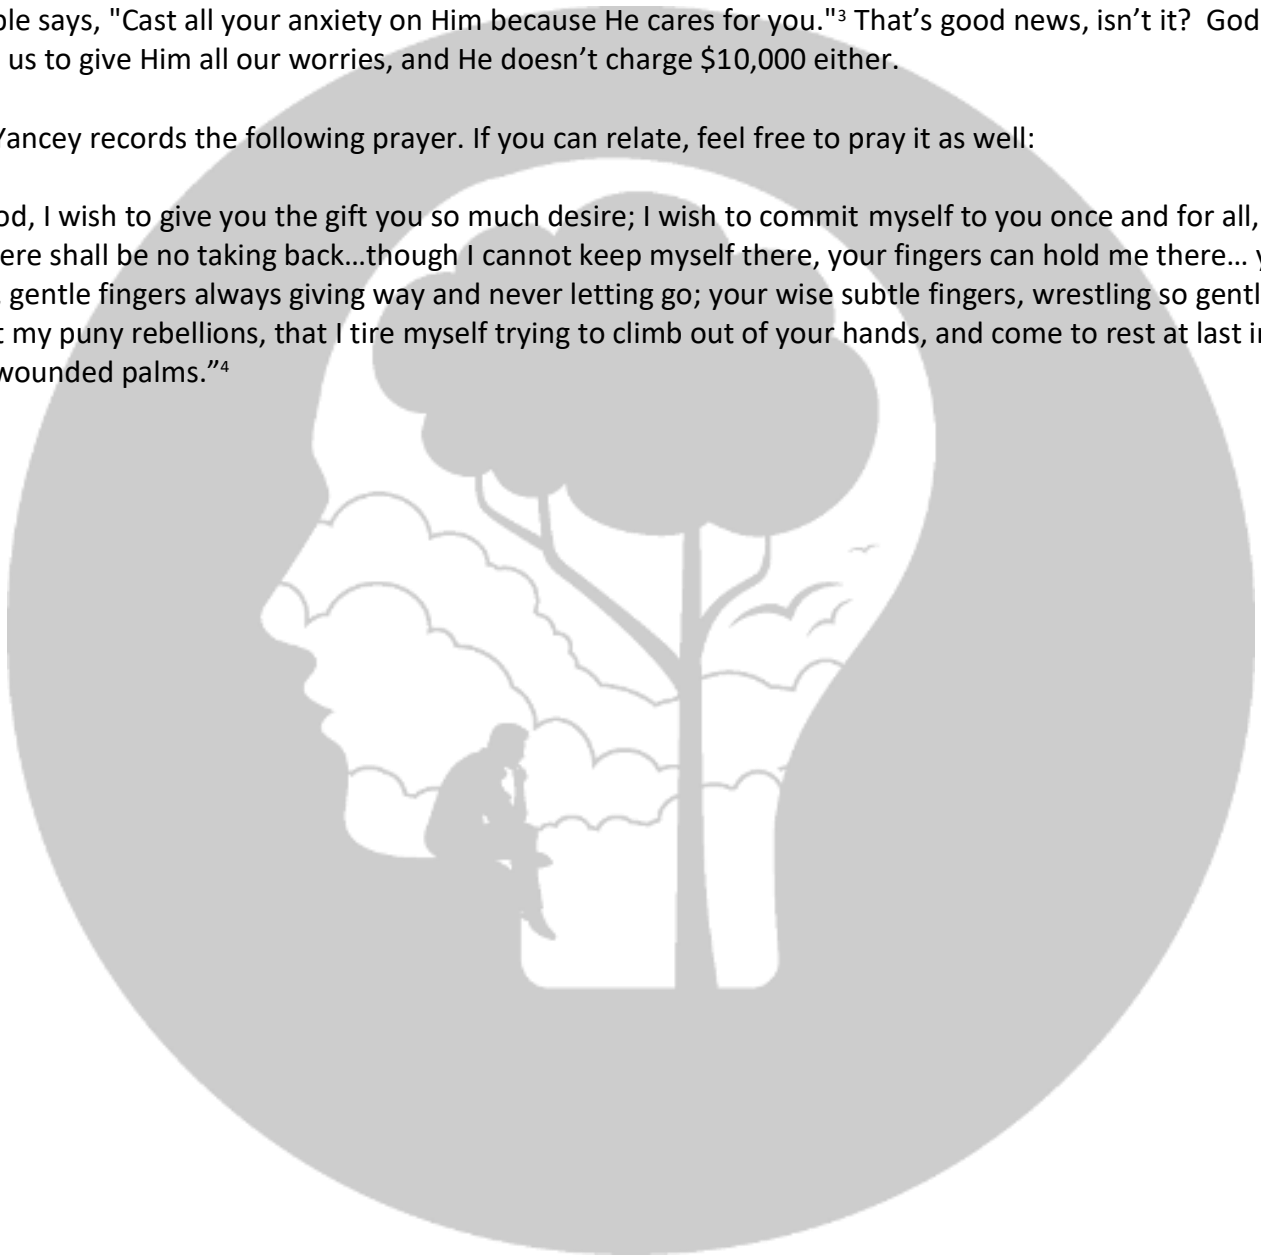 ple says, "Cast all your anxiety on Him because He cares for you."³ That’s good news, isn’t it?  God
us to give Him all our worries, and He doesn’t charge $10,000 either.
Yancey records the following prayer. If you can relate, feel free to pray it as well:
od, I wish to give you the gift you so much desire; I wish to commit myself to you once and for all,
ere shall be no taking back…though I cannot keep myself there, your fingers can hold me there… y
gentle fingers always giving way and never letting go; your wise subtle fingers, wrestling so gentl
t my puny rebellions, that I tire myself trying to climb out of your hands, and come to rest at last in
wounded palms.”⁴